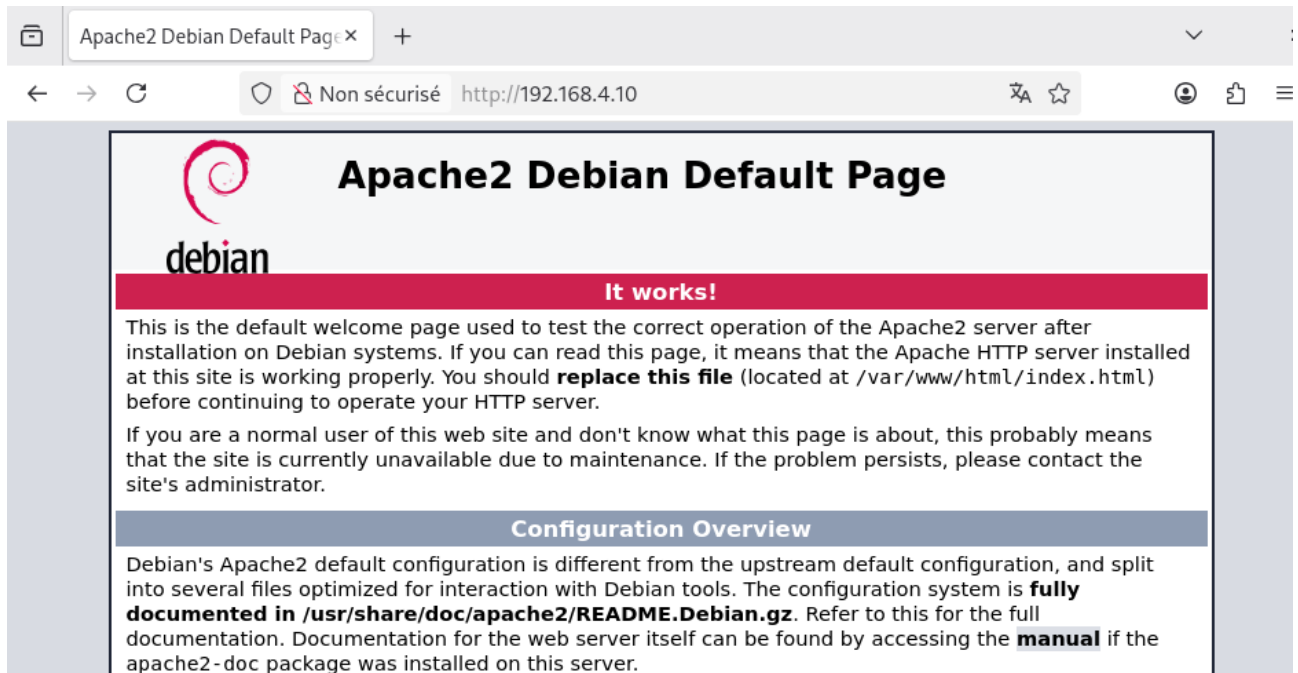 Apache2 Debian Default Page
Non sécurisé http://192.168.4.10
debian
Apache2 Debian Default Page
It works!
This is the default welcome page used to test the correct operation of the Apache2 server after
installation on Debian systems. If you can read this page, it means that the Apache HTTP server installed
at this site is working properly. You should replace this file (located at /var/www/html/index.html)
before continuing to operate your HTTP server.
If you are a normal user of this web site and don't know what this page is about, this probably means
that the site is currently unavailable due to maintenance. If the problem persists, please contact the
site's administrator.
Configuration Overview
Debian's Apache2 default configuration is different from the upstream default configuration, and split
into several files optimized for interaction with Debian tools. The configuration system is fully
documented in /usr/share/doc/apache2/README.Debian.gz. Refer to this for the full
documentation. Documentation for the web server itself can be found by accessing the manual if the
apache2-doc package was installed on this server.